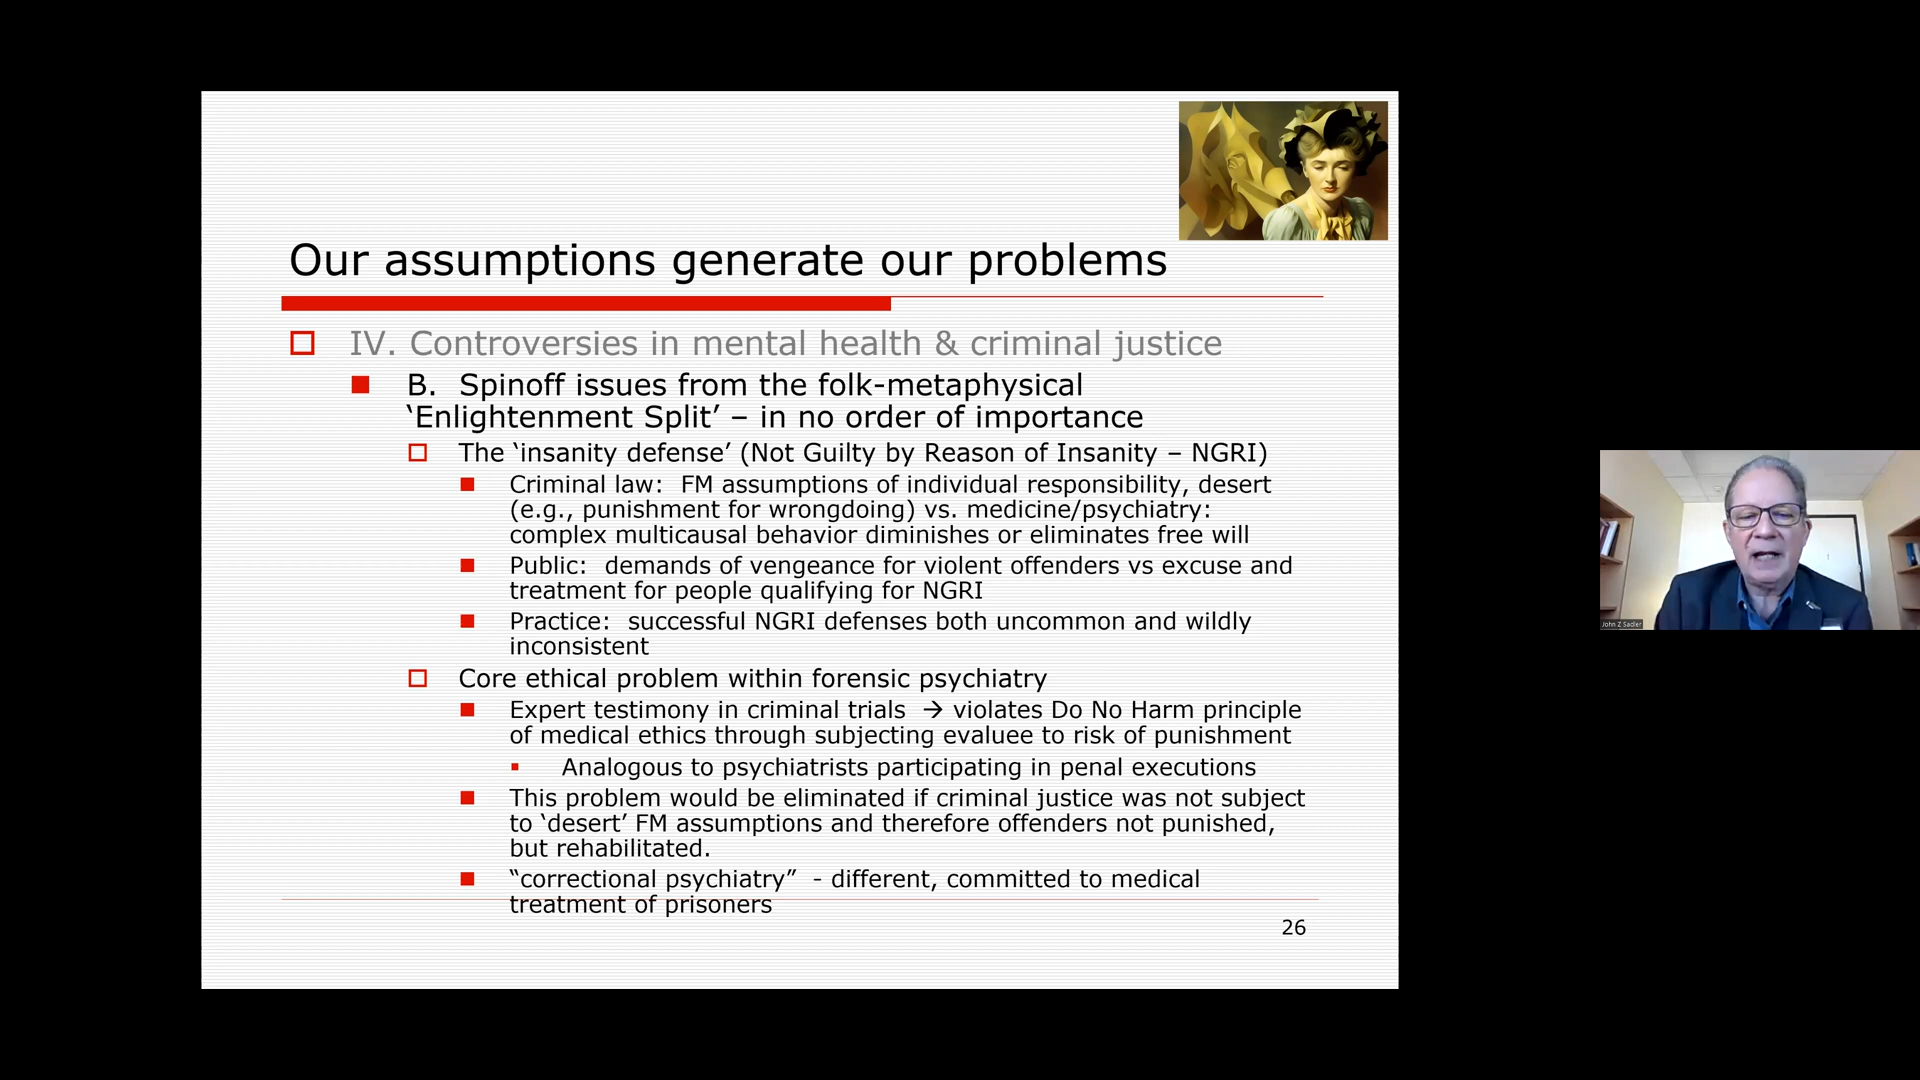 Our assumptions generate our problems
IV. Controversies in mental health & criminal justice
B. Spinoff issues from the folk-metaphysical
‘Enlightenment Split’ – in no order of importance
The ‘insanity defense’ (Not Guilty by Reason of Insanity – NGRI)
Criminal law: FM assumptions of individual responsibility, desert
(e.g., punishment for wrongdoing) vs. medicine/psychiatry:
complex multicausal behavior diminishes or eliminates free will
Public: demands of vengeance for violent offenders vs excuse and
treatment for people qualifying for NGRI
Practice: successful NGRI defenses both uncommon and wildly
inconsistent
Core ethical problem within forensic psychiatry
Expert testimony in criminal trials → violates Do No Harm principle
of medical ethics through subjecting evaluee to risk of punishment
Analogous to psychiatrists participating in penal executions
This problem would be eliminated if criminal justice was not subject
to ‘desert’ FM assumptions and therefore offenders not punished,
but rehabilitated.
“correctional psychiatry” - different, committed to medical
treatment of prisoners
26
John Z Sadler